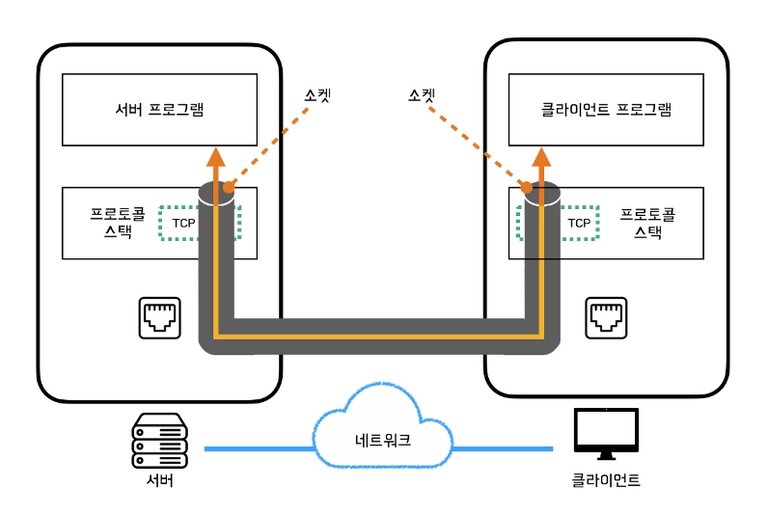 소켓
소켓
서버 프로그램
클라이언트 프로그램
프로토콜
스택
TCP
TCP
프로토콜
스택
네트워크
서버
클라이언트